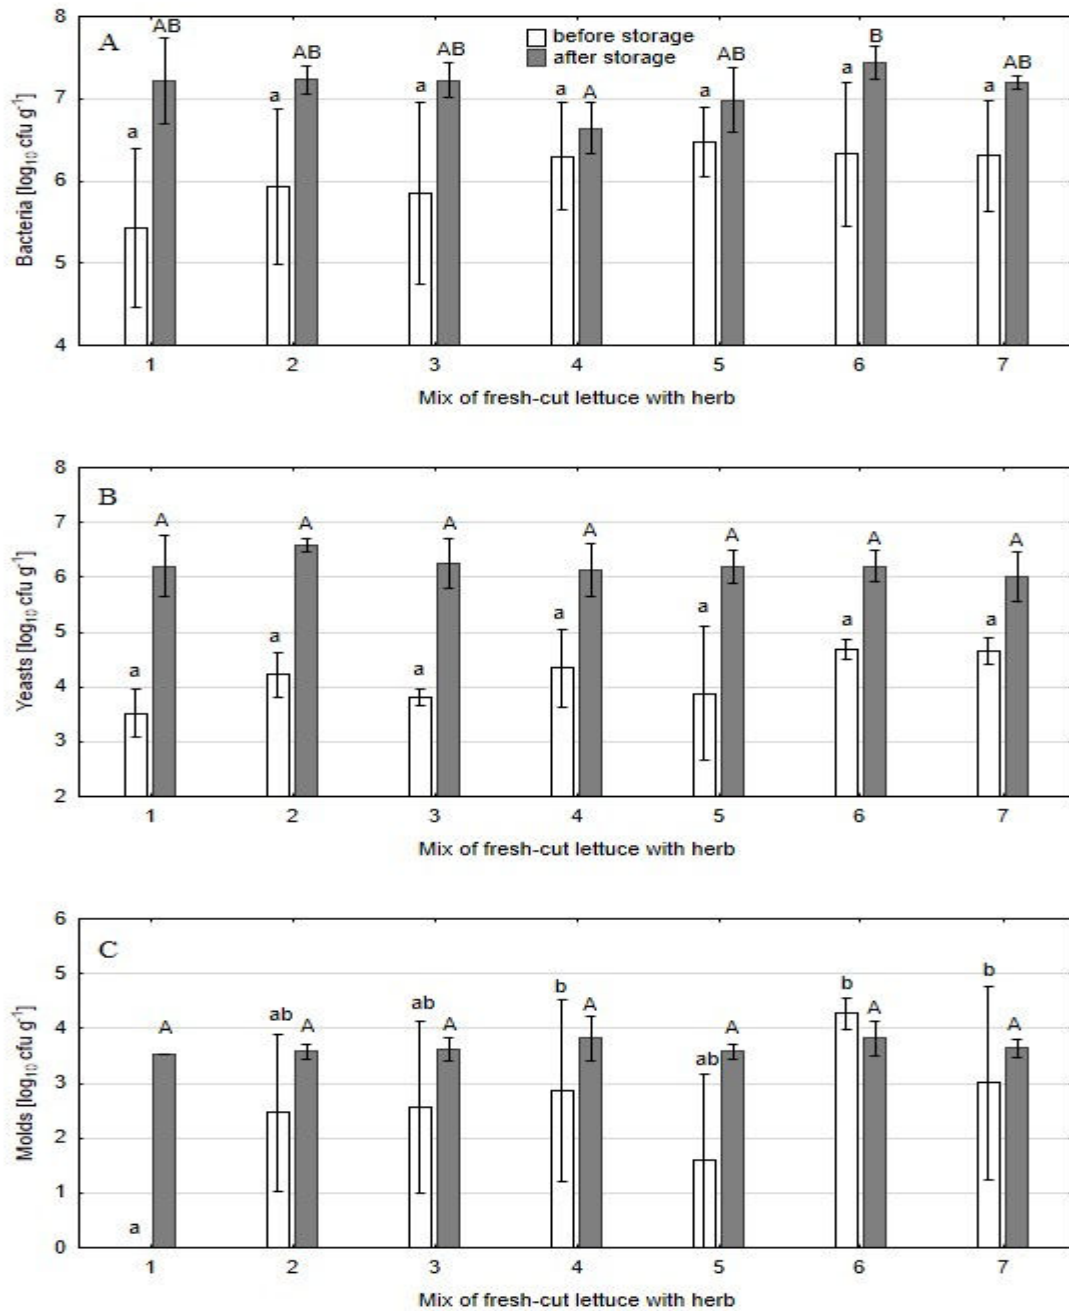 8
A
AB
AB
AB
before storage
after storage
AB
B
AB
7
a
a
a
a
A
a
a
a
6
5
4
Bacteria [log₁₀ cfu g⁻¹]
1 2 3 4 5 6 7
Mix of fresh-cut lettuce with herb
8
B
7
A
A
A
A
A
A
A
6
5
a
a
a
a
a
a
a
4
3
2
Yeasts [log₁₀ cfu g⁻¹]
1 2 3 4 5 6 7
Mix of fresh-cut lettuce with herb
6
C
5
ab
ab
b
b
b
4
A
A
A
A
A
A
A
ab
3
2
1
a
0
Molds [log₁₀ cfu g⁻¹]
1 2 3 4 5 6 7
Mix of fresh-cut lettuce with herb